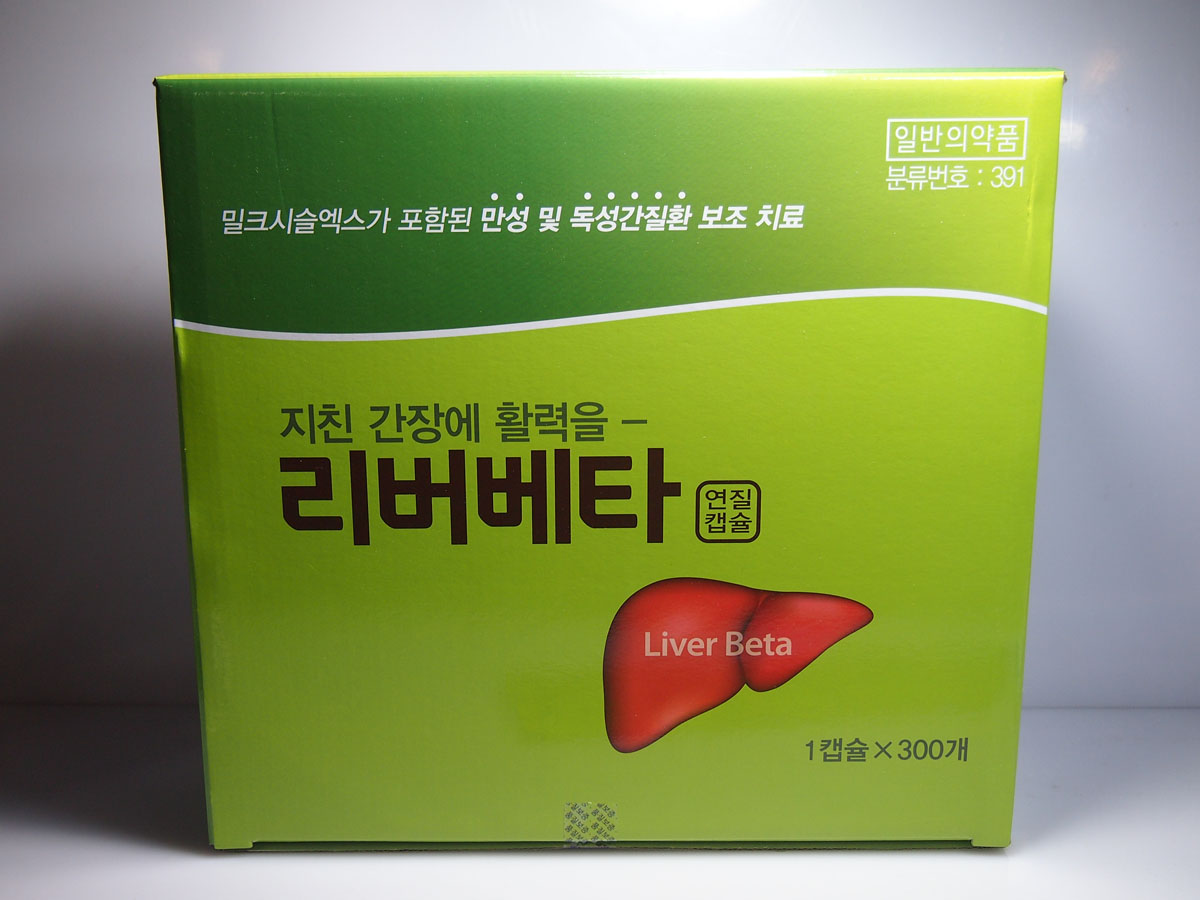 일반의약품
분류번호 : 391
밀크시슬엑스가 포함된 만성 및 독성간질환 보조 치료
지친 간장에 활력을 –
리버베타
연질
캡슐
Liver Beta
1캡슐×300개